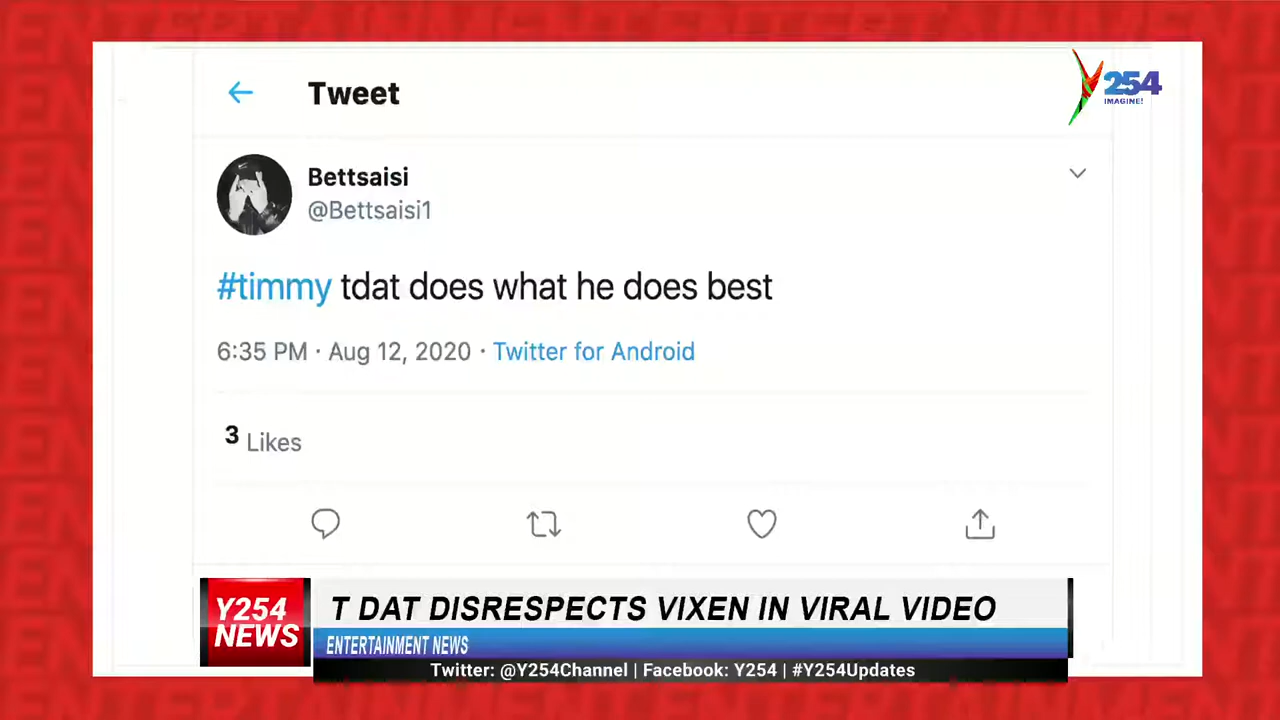 Tweet
Y254
IMAGINE!
Bettsaisi
@Bettsaisi1
#timmy tdat does what he does best
6:35 PM · Aug 12, 2020 · Twitter for Android
3 Likes
Y254 NEWS
T DAT DISRESPECTS VIXEN IN VIRAL VIDEO
ENTERTAINMENT NEWS
Twitter: @Y254Channel | Facebook: Y254 | #Y254Updates